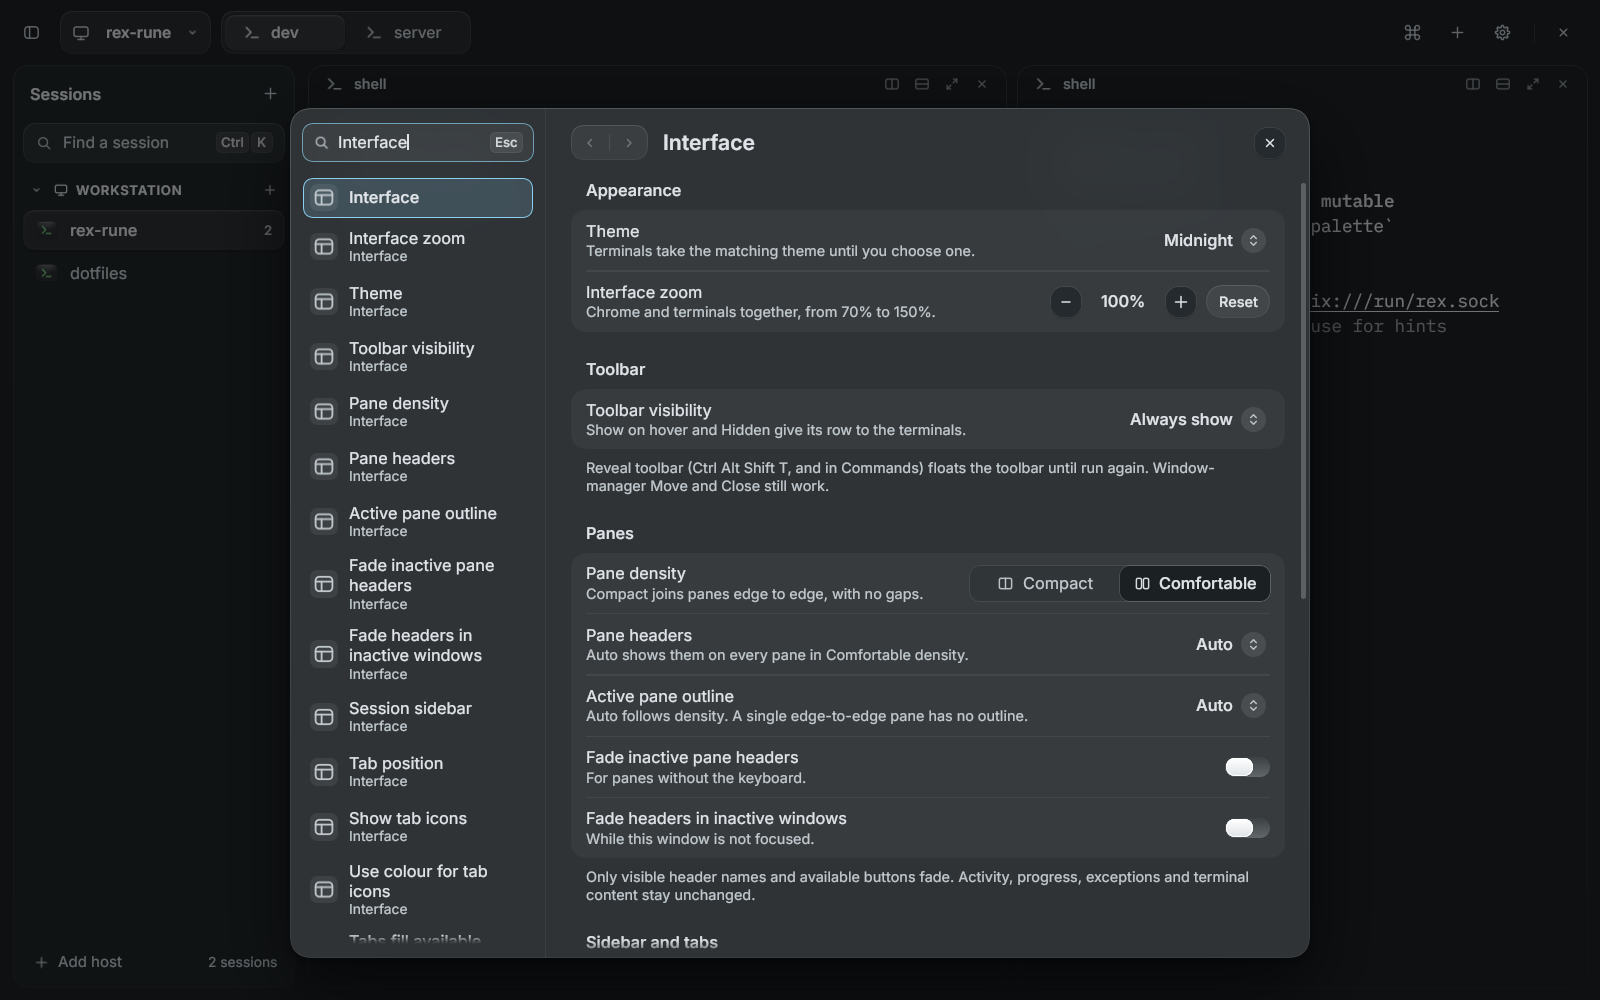 rex-rune
dev
server
Sessions
Find a session
Ctrl
K
WORKSTATION
rex-rune
2
dotfiles
Add host
2 sessions
shell
shell
mutable
palette`
ix:///run/rex.sock
use for hints
Interface
Esc
Interface
Interface zoom
Interface
Theme
Interface
Toolbar visibility
Interface
Pane density
Interface
Pane headers
Interface
Active pane outline
Interface
Fade inactive pane
headers
Interface
Fade headers in
inactive windows
Interface
Session sidebar
Interface
Tab position
Interface
Show tab icons
Interface
Use colour for tab
icons
Interface
Tabs fill available
Interface
Appearance
Theme
Terminals take the matching theme until you choose one.
Midnight
Interface zoom
Chrome and terminals together, from 70% to 150%.
100%
Reset
Toolbar
Toolbar visibility
Show on hover and Hidden give its row to the terminals.
Always show
Reveal toolbar (Ctrl Alt Shift T, and in Commands) floats the toolbar until run again. Window-
manager Move and Close still work.
Panes
Pane density
Compact joins panes edge to edge, with no gaps.
Compact
Comfortable
Pane headers
Auto shows them on every pane in Comfortable density.
Auto
Active pane outline
Auto follows density. A single edge-to-edge pane has no outline.
Auto
Fade inactive pane headers
For panes without the keyboard.
Fade headers in inactive windows
While this window is not focused.
Only visible header names and available buttons fade. Activity, progress, exceptions and terminal
content stay unchanged.
Sidebar and tabs